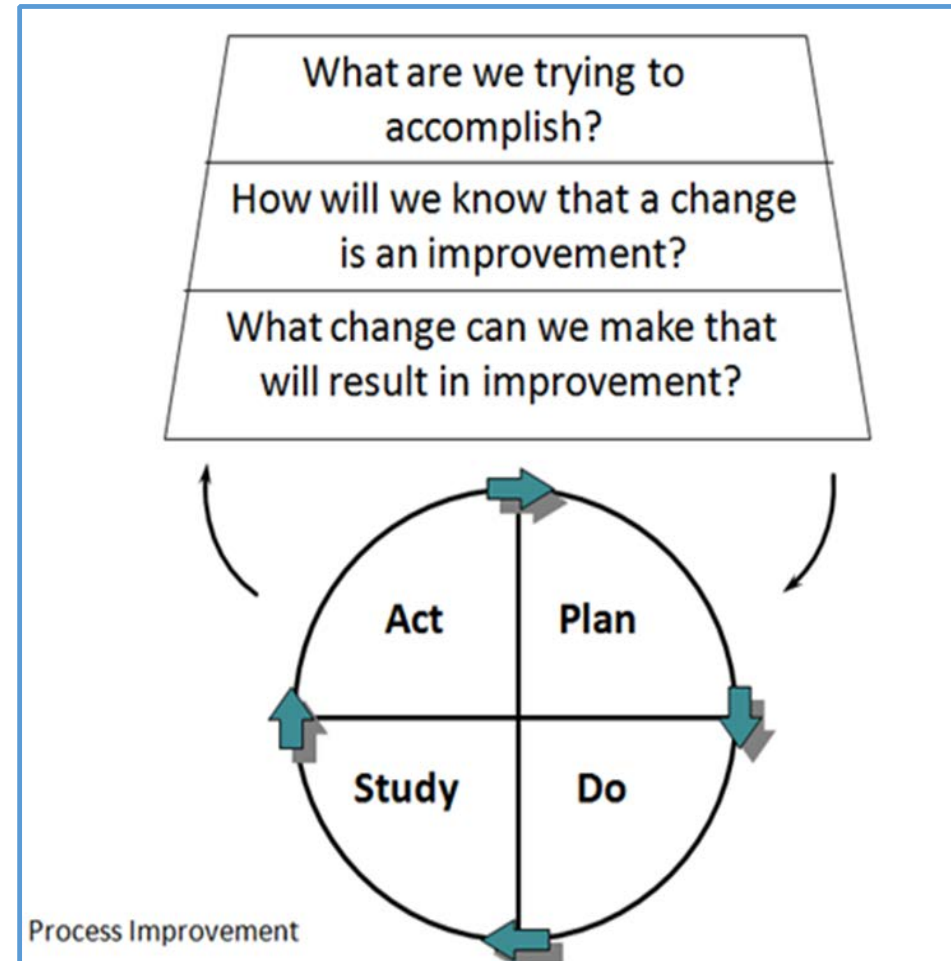 What are we trying to
accomplish?
How will we know that a change
is an improvement?
What change can we make that
will result in improvement?
Act
Plan
Study
Do
Process Improvement